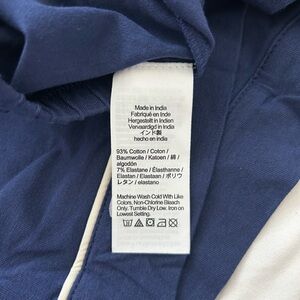 Made in India
Fabriqué en Inde
Hergestellt in Indien
Vervaardigd in India
インド製
hecho en India
93% Cotton / Coton /
Baumwolle / Katoen / 綿 /
algodón
7% Elastane / Élasthanne /
Elastan / Elastaan / ポリウ
レタン / elastano
Machine Wash Cold With Like
Colors, Non-Chlorine Bleach
Only. Tumble Dry Low. Iron on
Lowest Setting.